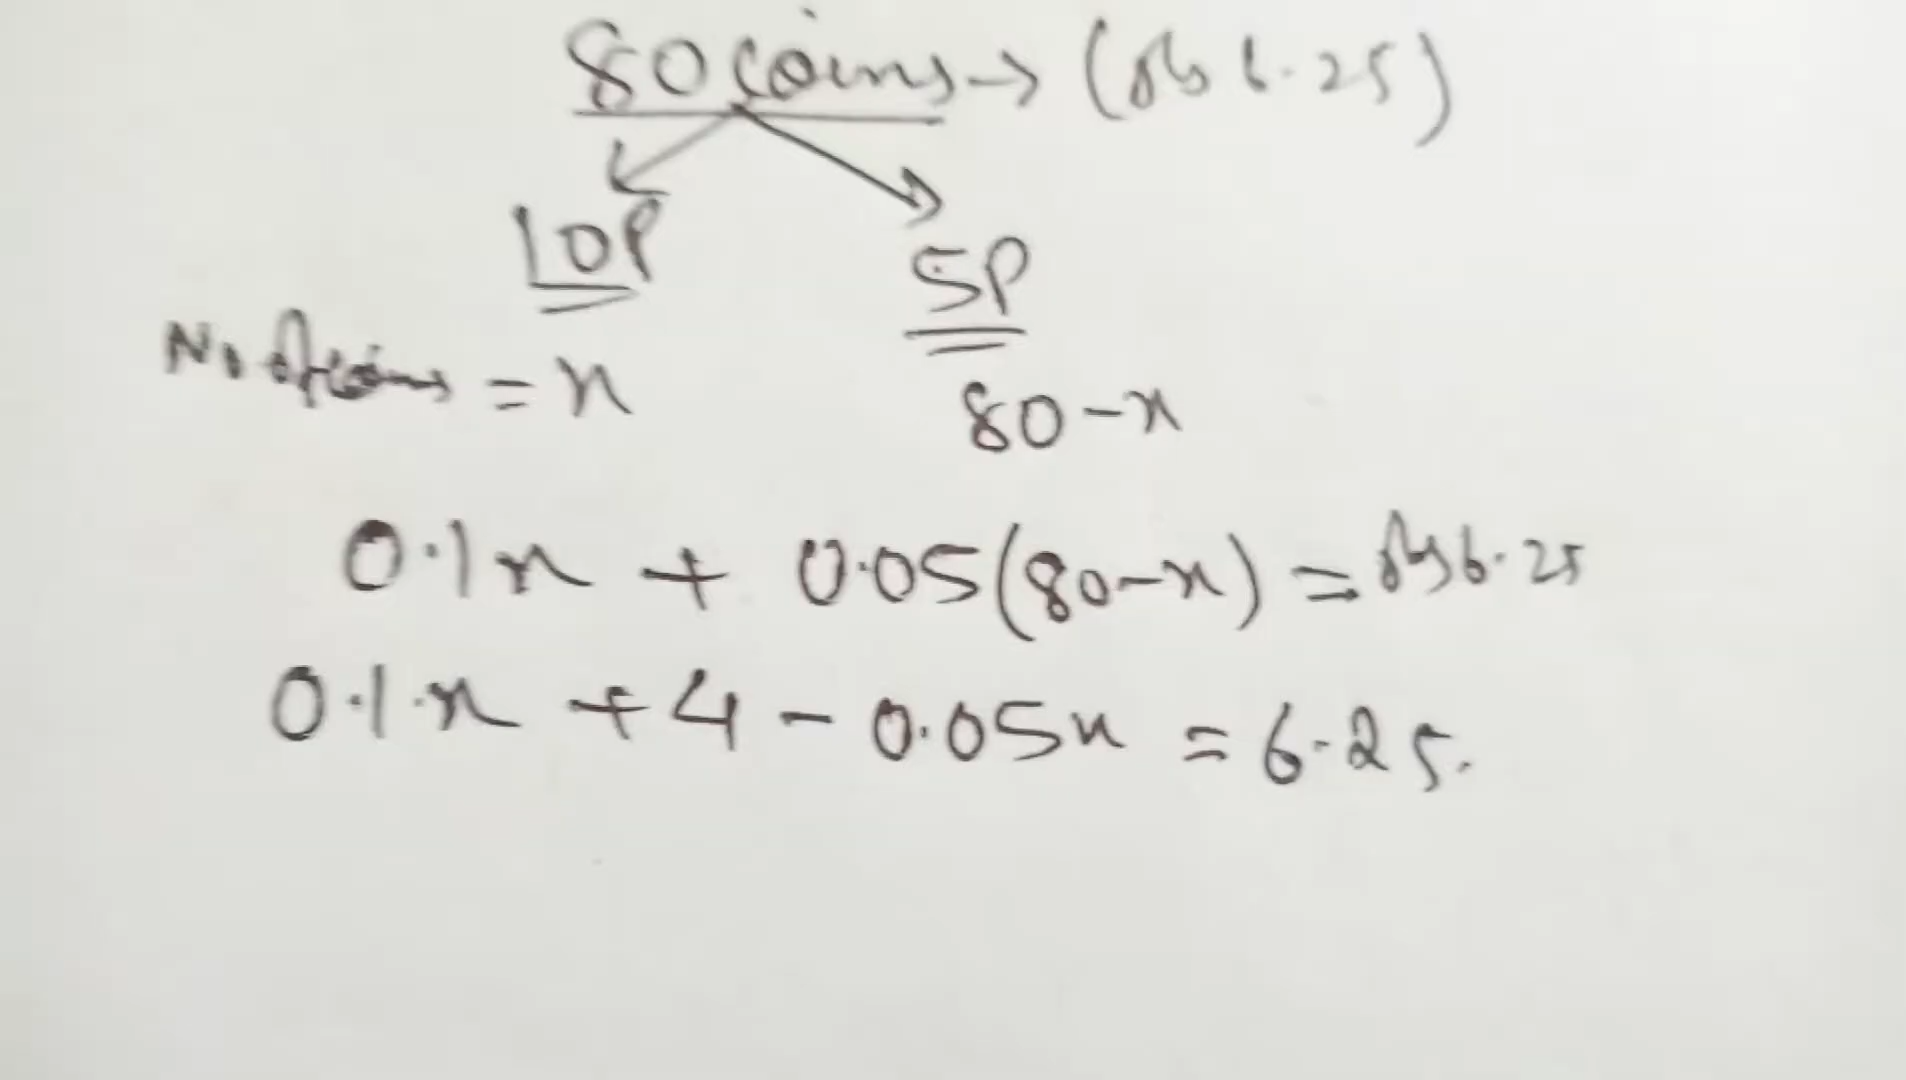 80 coins → (Rs 6.25)
10P 5P
No of coins = x 80-x
0.1x + 0.05(80-x) = Rs 6.25
0.1x + 4 - 0.05x = 6.25.